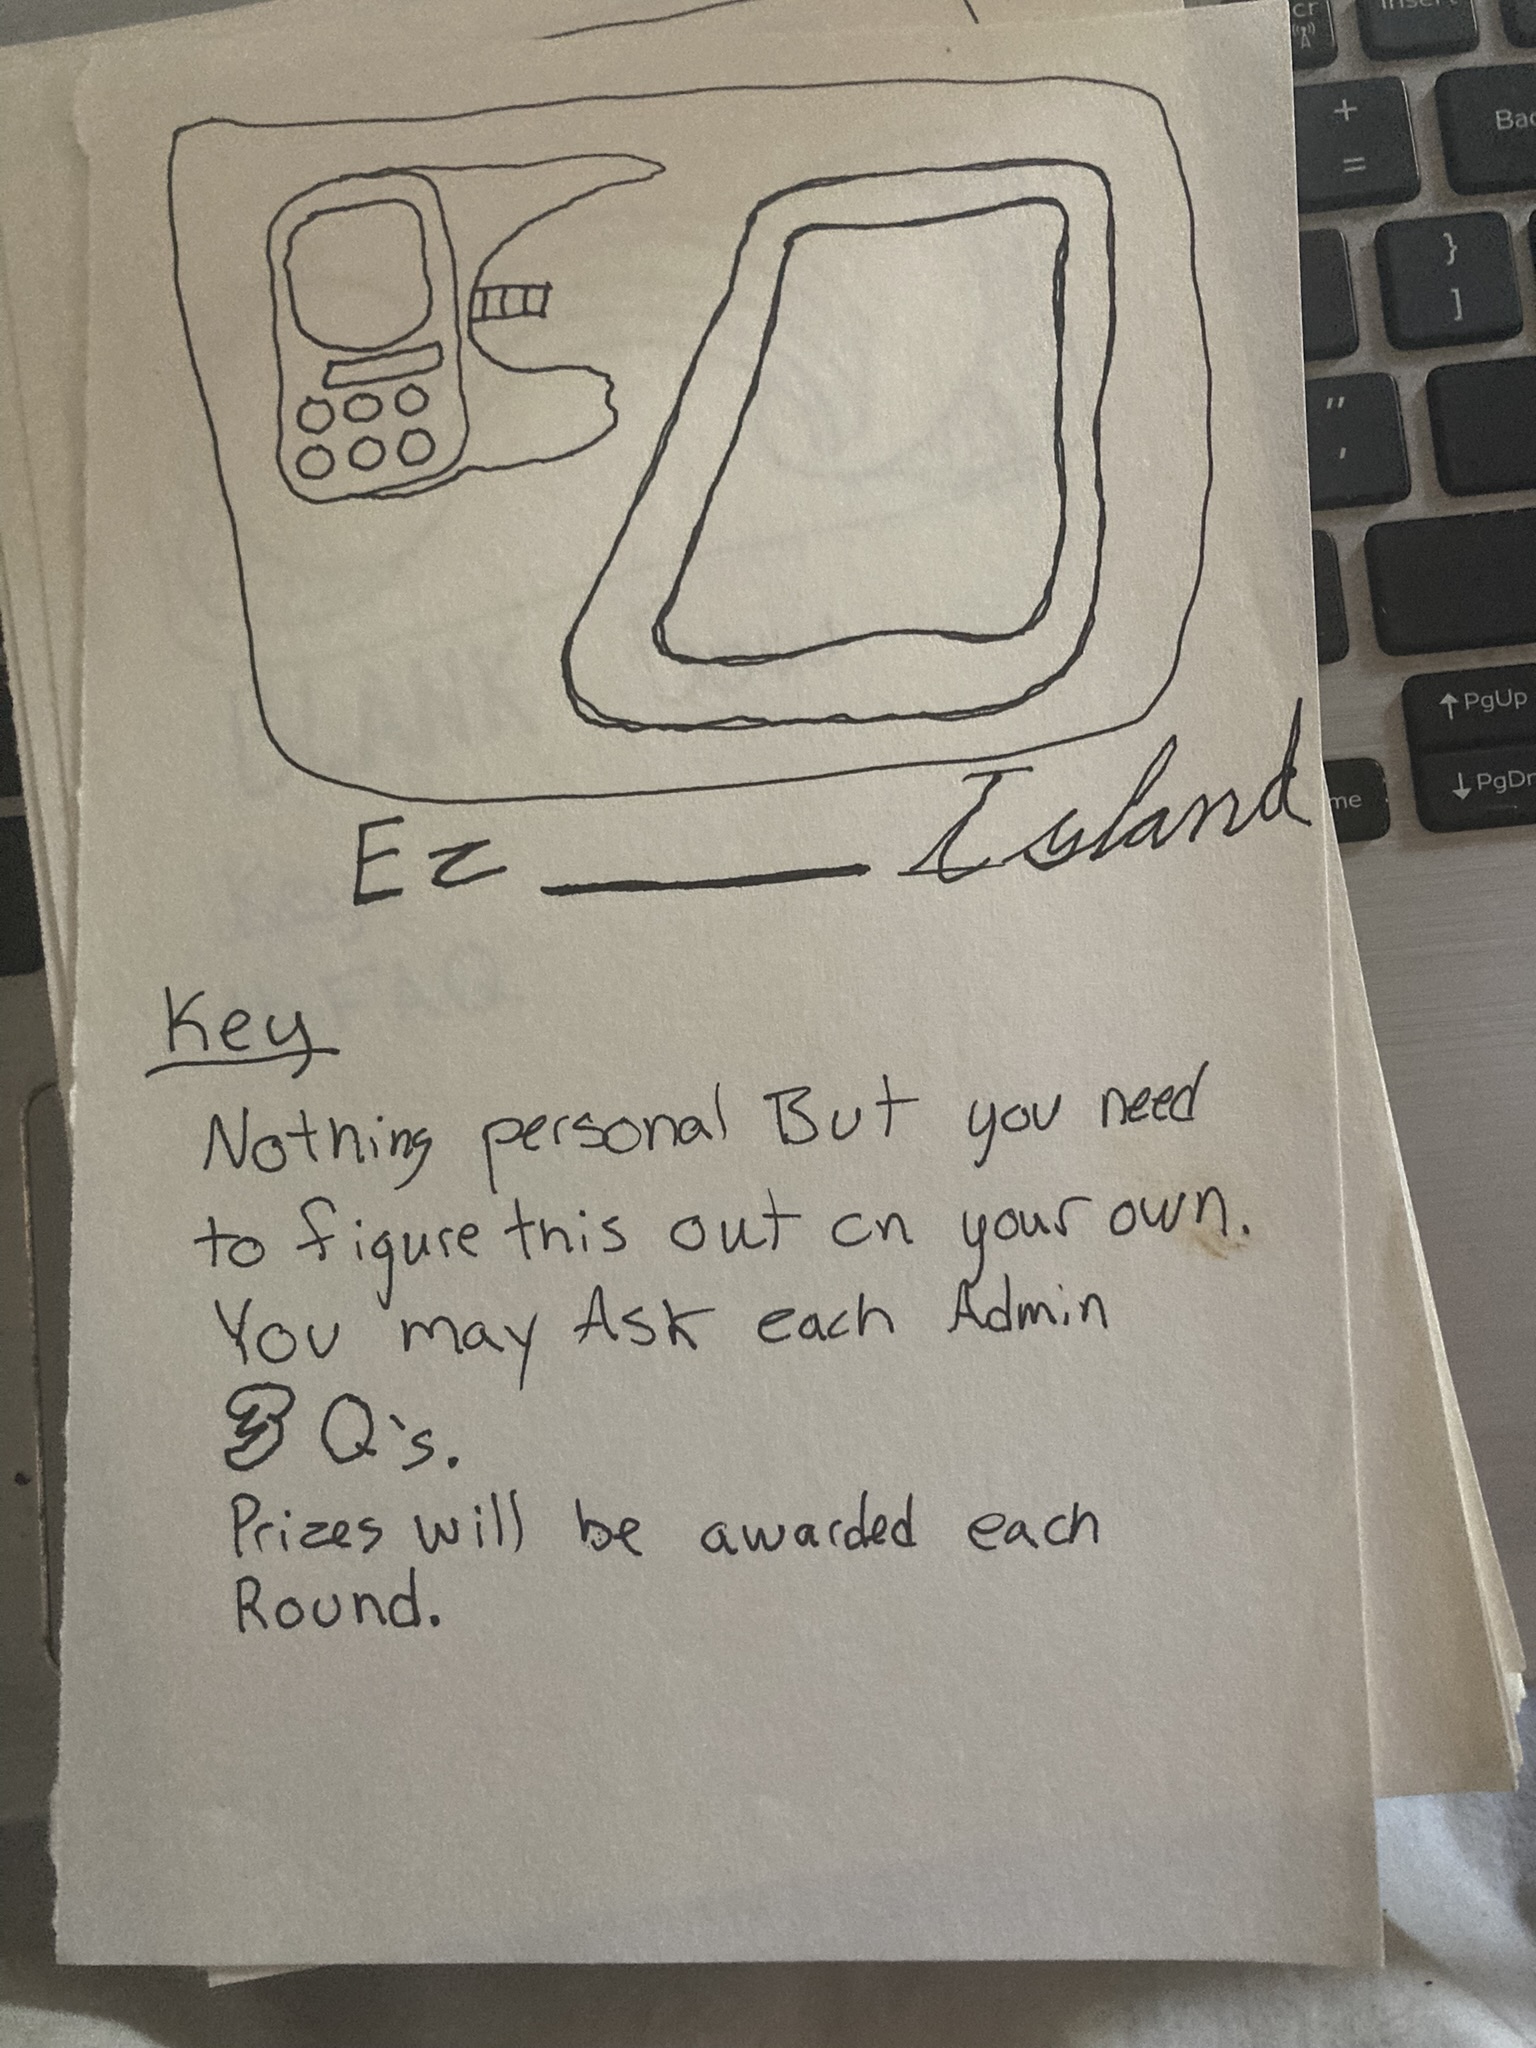 Ez ______ Island
Key
Nothing personal But you need
to figure this out on your own.
You may Ask each Admin
3 Q's.
Prizes will be awarded each
Round.
+
=
Bac
}
]
"
,
↑ PgUp
↓ PgDr
me